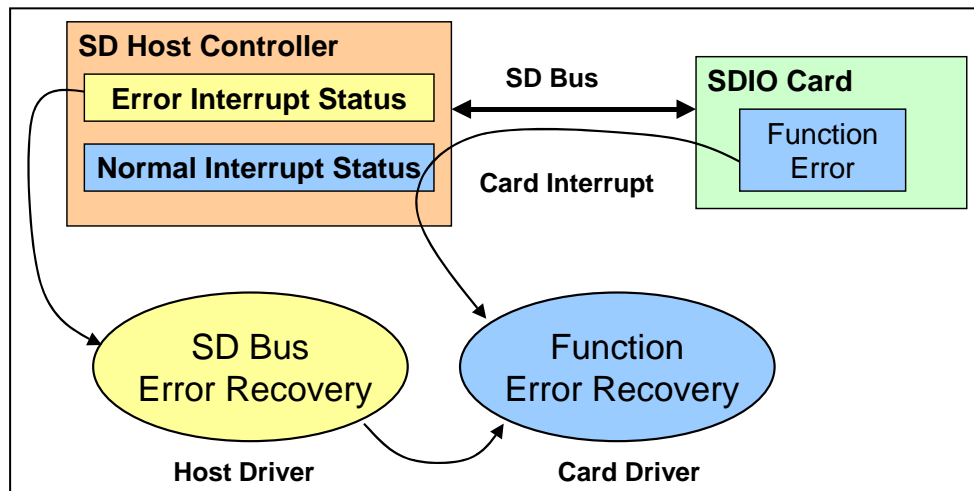 SD Host Controller
Error Interrupt Status
Normal Interrupt Status
SD Bus
Card Interrupt
SDIO Card
Function
Error
SD Bus
Error Recovery
Function
Error Recovery
Host Driver
Card Driver